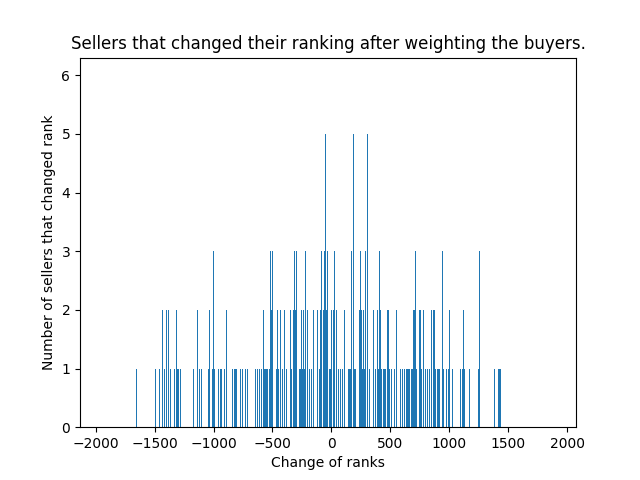 Sellers that changed their ranking after weighting the buyers.
6
5
4
3
2
1
0
Number of sellers that changed rank
−2000 −1500 −1000 −500 0 500 1000 1500 2000
Change of ranks